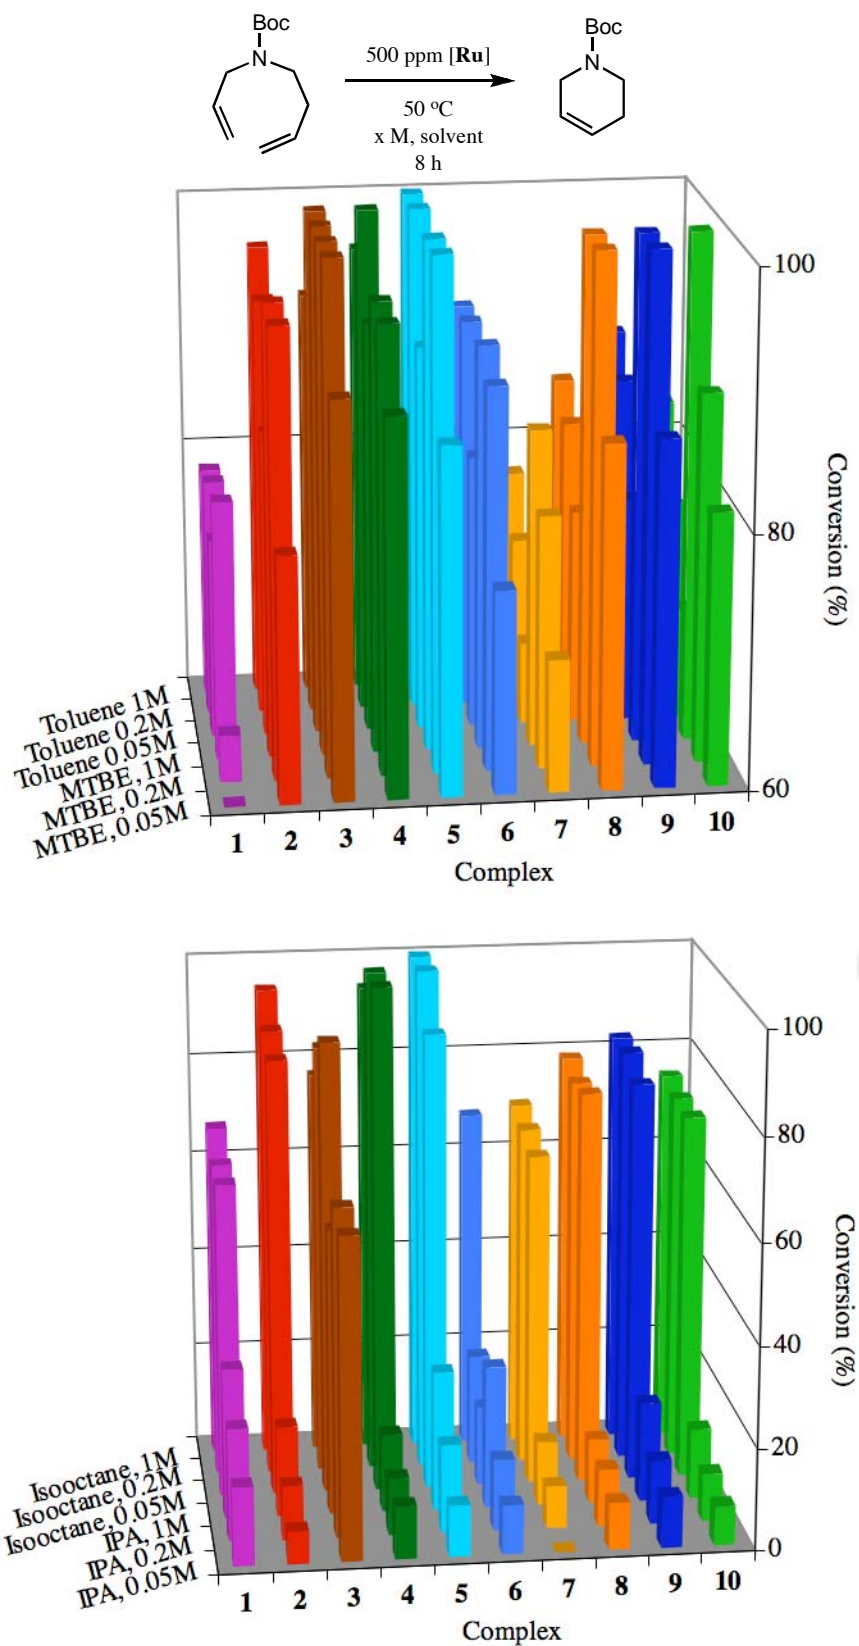 Boc
N
500 ppm [Ru]
50 °C
x M, solvent
8 h
Boc
N
100
80
60
Conversion (%)
Toluene 1M
Toluene 0.2M
Toluene 0.05M
MTBE, 1M
MTBE, 0.2M
MTBE, 0.05M
1 2 3 4 5 6 7 8 9 10
Complex
100
80
60
40
20
0
Conversion (%)
Isooctane, 1M
Isooctane, 0.2M
Isooctane, 0.05M
IPA, 1M
IPA, 0.2M
IPA, 0.05M
1 2 3 4 5 6 7 8 9 10
Complex